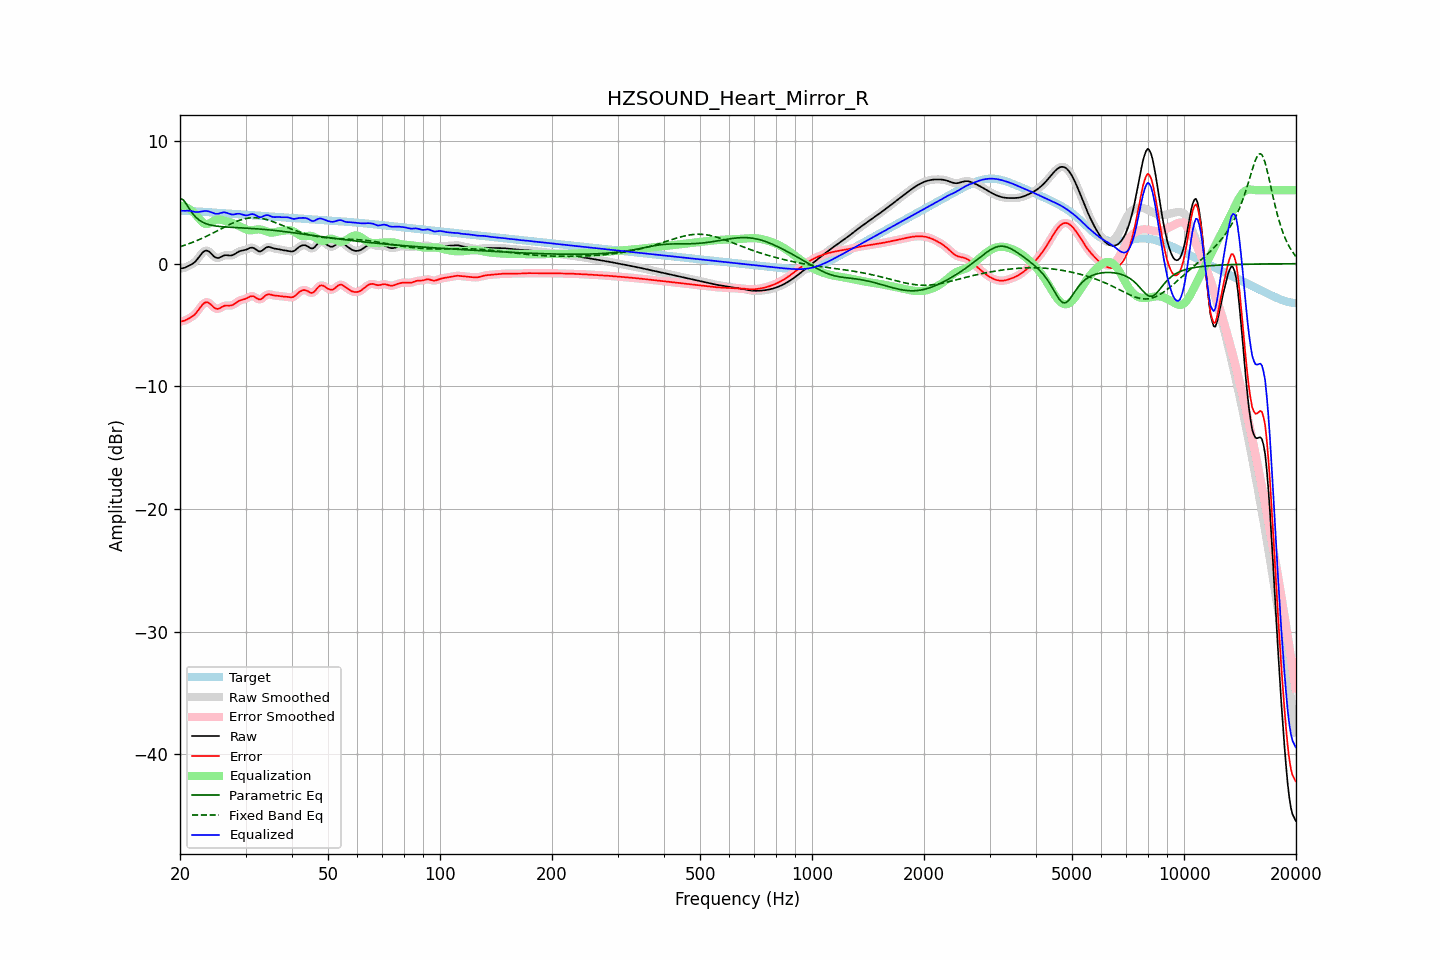 HZSOUND_Heart_Mirror_R
Amplitude (dBr)
10
0
−10
−20
−30
−40
Target
Raw Smoothed
Error Smoothed
Raw
Error
Equalization
Parametric Eq
Fixed Band Eq
Equalized
20 50 100 200 500 1000 2000 5000 10000 20000
Frequency (Hz)